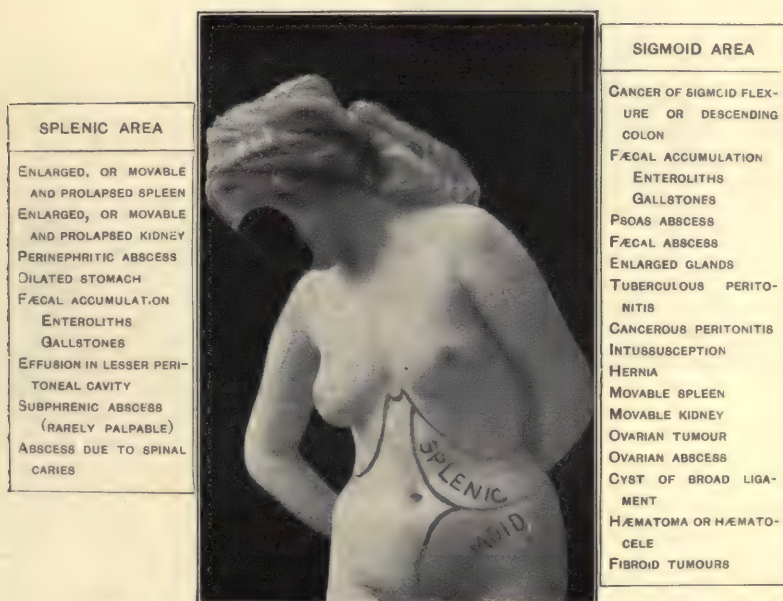 SPLENIC AREA
ENLARGED, OR MOVABLE
AND PROLAPSED SPLEEN
ENLARGED, OR MOVABLE
AND PROLAPSED KIDNEY
PERINEPHRITIC ABSCESS
DILATED STOMACH
FÆCAL ACCUMULATION
ENTEROLITHS
GALLSTONES
EFFUSION IN LESSER PERI-
TONEAL CAVITY
SUBPHRENIC ABSCESS
(RARELY PALPABLE)
ABSCESS DUE TO SPINAL
CARIES
SPLENIC
MOID
SIGMOID AREA
CANCER OF SIGMOID FLEX-
URE OR DESCENDING
COLON
FÆCAL ACCUMULATION
ENTEROLITHS
GALLSTONES
PSOAS ABSCESS
FÆCAL ABSCESS
ENLARGED GLANDS
TUBERCULOUS PERITO-
NITIS
CANCEROUS PERITONITIS
INTUSSUSCEPTION
HERNIA
MOVABLE SPLEEN
MOVABLE KIDNEY
OVARIAN TUMOUR
OVARIAN ABSCESS
CYST OF BROAD LIGA-
MENT
HÆMATOMA OR HÆMATO-
CELE
FIBROID TUMOURS